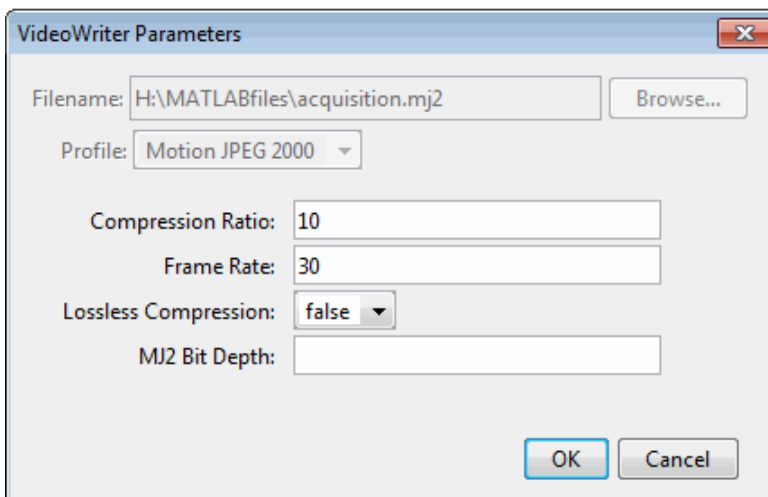 VideoWriter Parameters
Filename: H:\MATLABfiles\acquisition.mj2 Browse...
Profile: Motion JPEG 2000
Compression Ratio: 10
Frame Rate: 30
Lossless Compression: false
MJ2 Bit Depth:
OK Cancel